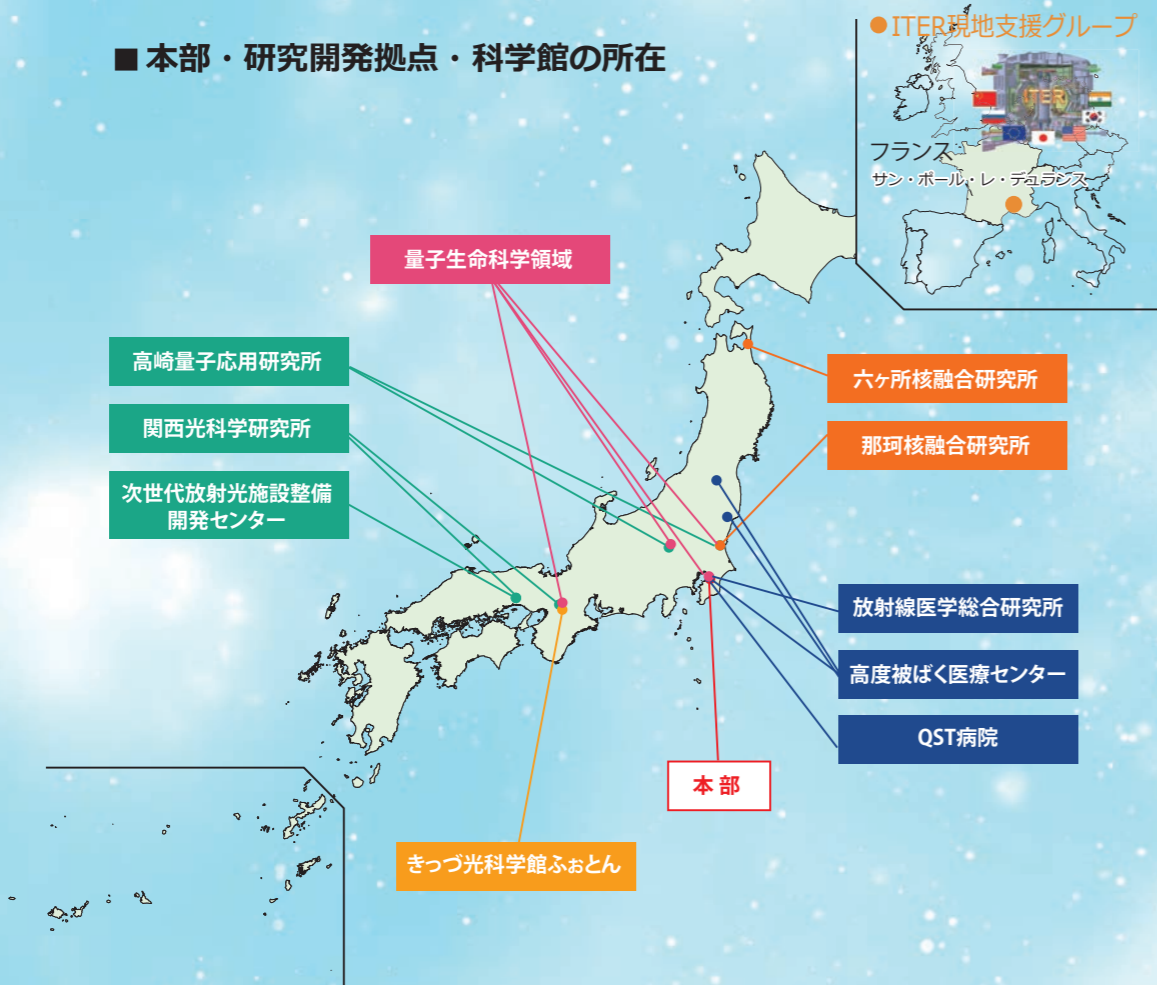 ■ 本部・研究開発拠点・科学館の所在
ITER現地支援グループ
ITER
フランス
サン・ポール・レ・デュランス
量子生命科学領域
高崎量子応用研究所
関西光科学研究所
次世代放射光施設整備
開発センター
六ヶ所核融合研究所
那珂核融合研究所
放射線医学総合研究所
高度被ばく医療センター
QST病院
本 部
きっづ光科学館ふぉとん